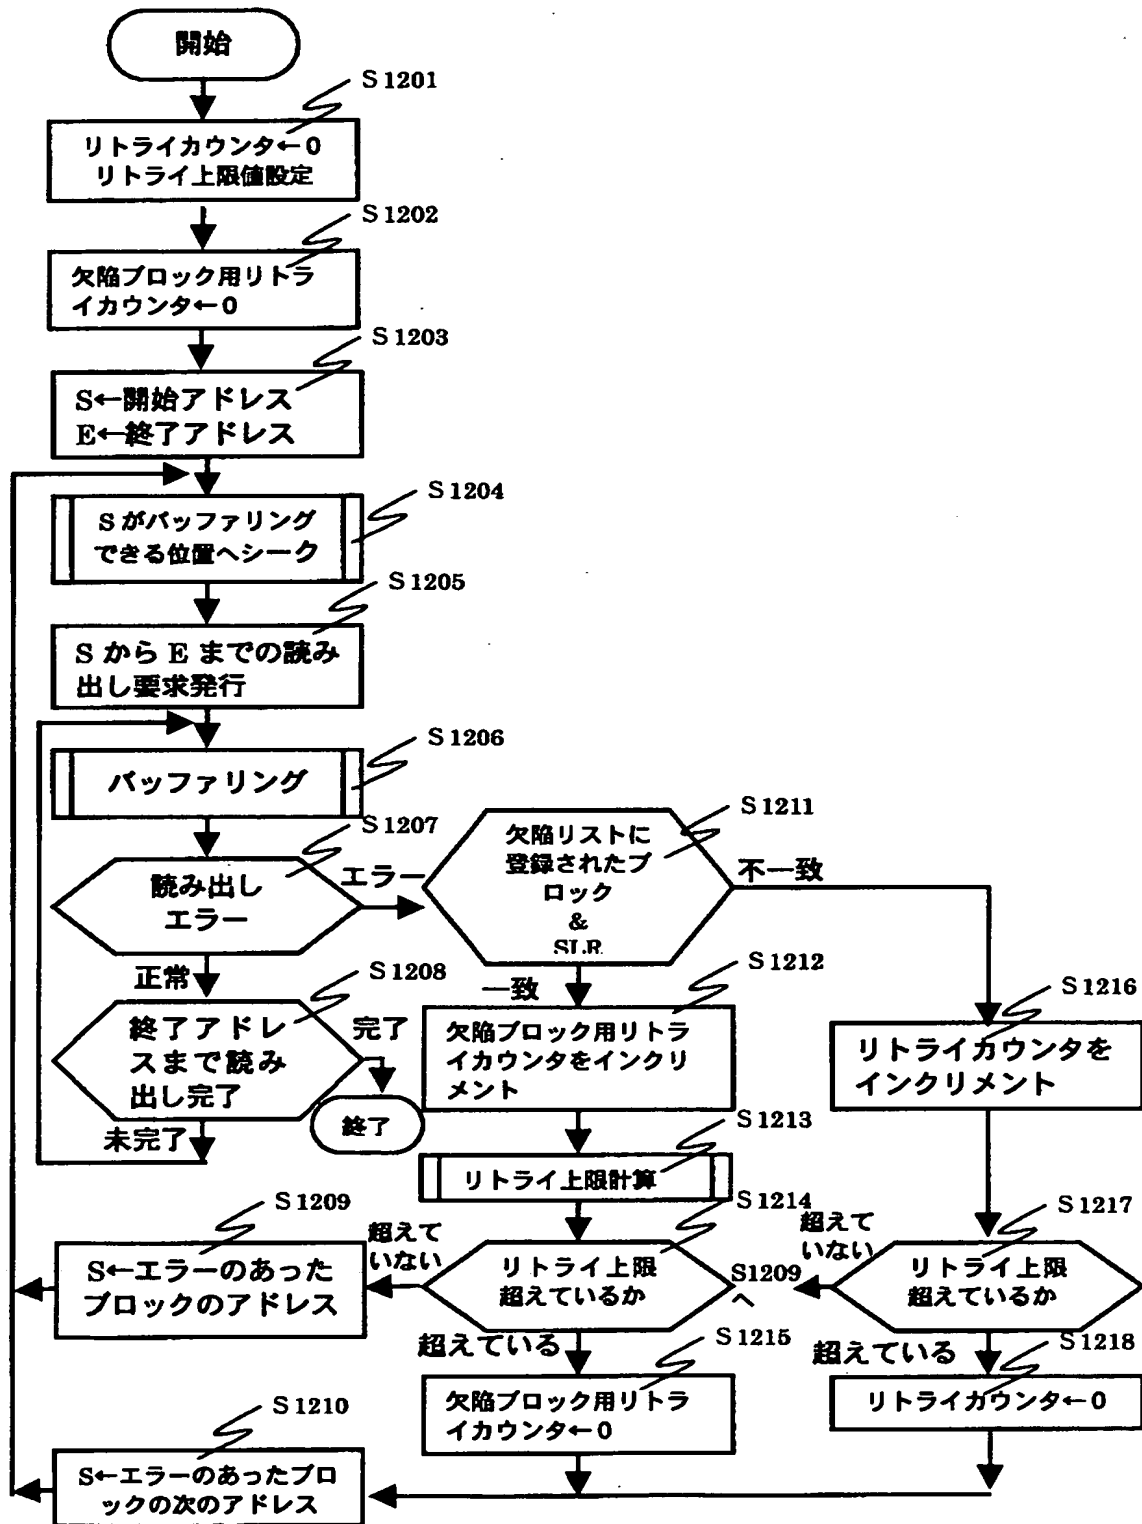 開始
S1201
リトライカウンタ←0
リトライ上限値設定
S1202
欠陥ブロック用リトラ
イカウンタ←0
S1203
S←開始アドレス
E←終了アドレス
S1204
Sがバッファリング
できる位置へシーク
S1205
S から E までの読み
出し要求発行
S1206
バッファリング
S1207
読み出し
エラー
エラー
正常
S1208
終了アドレ
スまで読み
出し完了
完了
終了
未完了
S1211
欠陥リストに
登録されたブ
ロック
&
SLR
不一致
一致
S1212
欠陥ブロック用リトラ
イカウンタをインクリ
メント
S1216
リトライカウンタを
インクリメント
S1213
リトライ上限計算
S1214
リトライ上限
超えているか
超えて
いない
S1209
S←エラーのあった
ブロックのアドレス
S1217
リトライ上限
超えているか
超えて
いない
S1209
へ
超えている
S1215
欠陥ブロック用リトラ
イカウンタ←0
超えている
S1218
リトライカウンタ←0
S1210
S←エラーのあったブロ
ックの次のアドレス